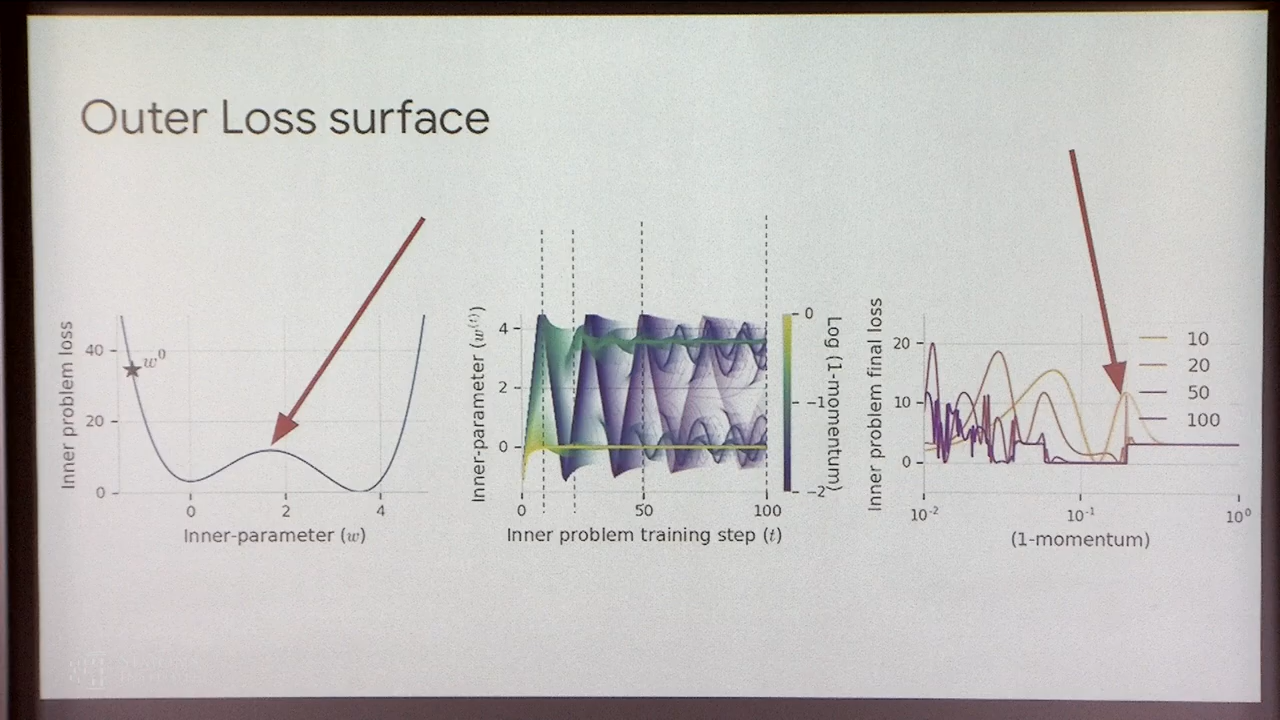 Outer Loss surface
Inner problem loss
40
20
0
w⁰
0
2
4
Inner-parameter (w)
Inner-parameter (w⁽ᵗ⁾)
4
2
0
0
50
100
Inner problem training step (t)
0
−1
−2
Log (1-momentum)
Inner problem final loss
20
10
0
10
20
50
100
10⁻²
10⁻¹
10⁰
(1-momentum)